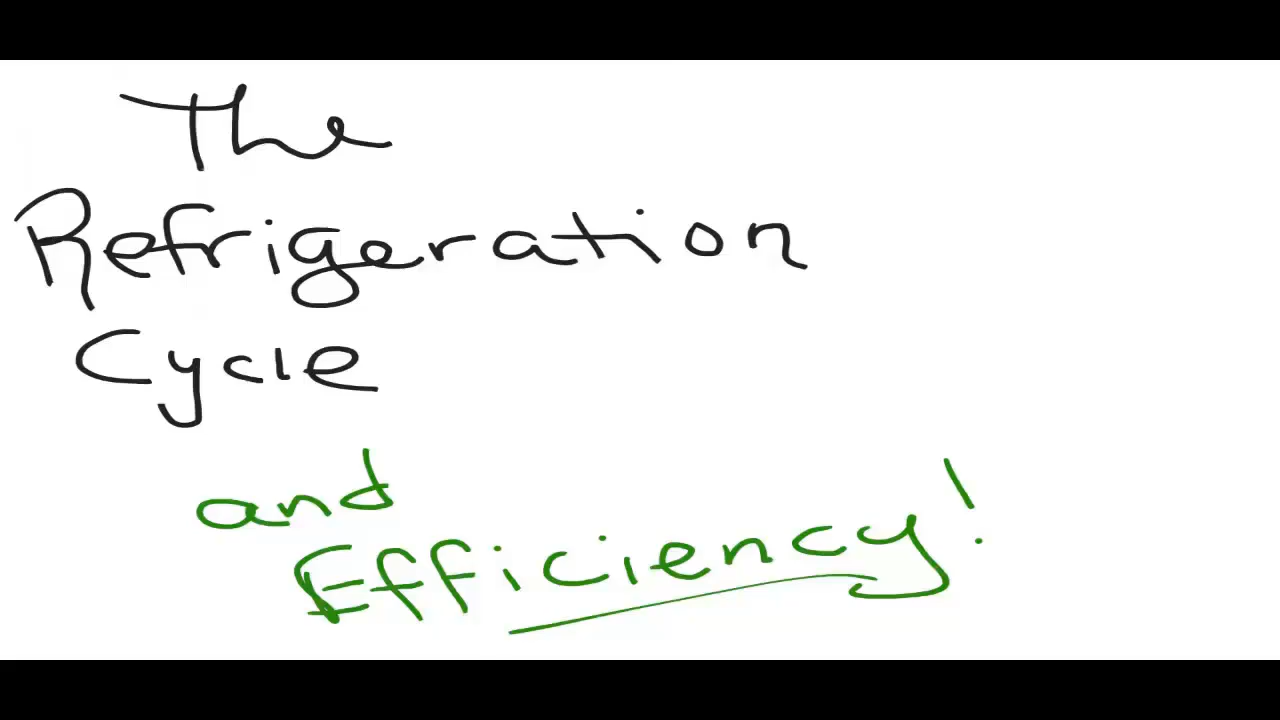 The
Refrigeration
Cycle
and
Efficiency!